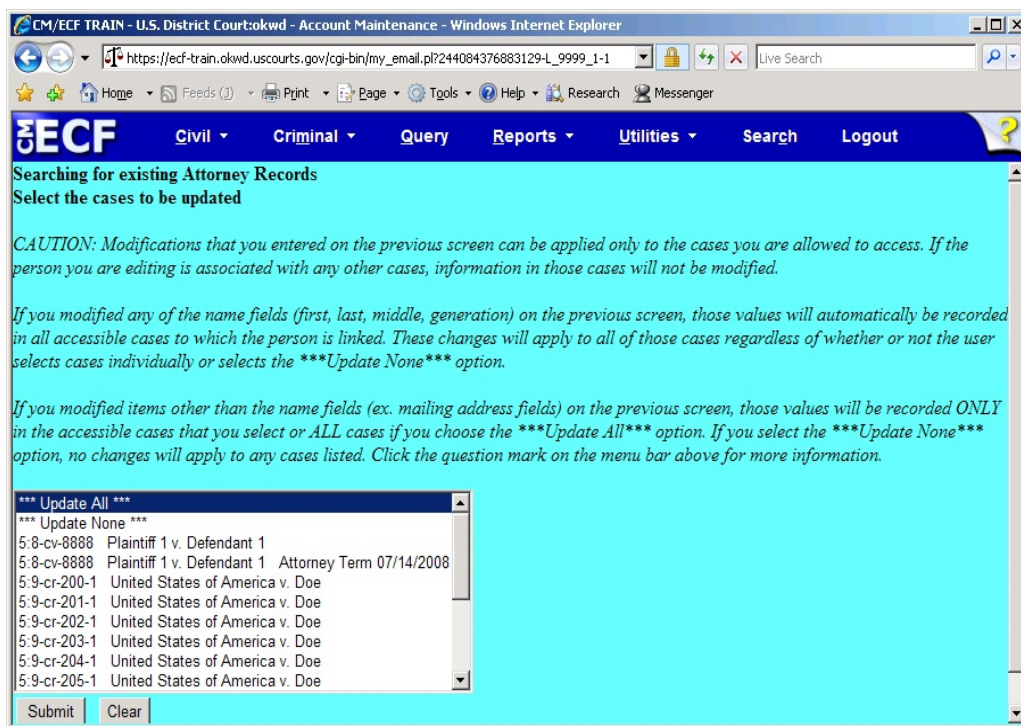 CM/ECF TRAIN - U.S. District Court:okwd - Account Maintenance - Windows Internet Explorer
https://ecf-train.okwd.uscourts.gov/cgi-bin/my_email.pl?244084376883129-L_9999_1-1
Live Search
Home Feeds (J) Print Page Tools Help Research Messenger
CM ECF Civil Criminal Query Reports Utilities Search Logout ?
Searching for existing Attorney Records
Select the cases to be updated
CAUTION: Modifications that you entered on the previous screen can be applied only to the cases you are allowed to access. If the
person you are editing is associated with any other cases, information in those cases will not be modified.
If you modified any of the name fields (first, last, middle, generation) on the previous screen, those values will automatically be recorded
in all accessible cases to which the person is linked. These changes will apply to all of those cases regardless of whether or not the user
selects cases individually or selects the ***Update None*** option.
If you modified items other than the name fields (ex. mailing address fields) on the previous screen, those values will be recorded ONLY
in the accessible cases that you select or ALL cases if you choose the ***Update All*** option. If you select the ***Update None***
option, no changes will apply to any cases listed. Click the question mark on the menu bar above for more information.
*** Update All ***
*** Update None ***
5:8-cv-8888 Plaintiff 1 v. Defendant 1
5:8-cv-8888 Plaintiff 1 v. Defendant 1 Attorney Term 07/14/2008
5:9-cr-200-1 United States of America v. Doe
5:9-cr-201-1 United States of America v. Doe
5:9-cr-202-1 United States of America v. Doe
5:9-cr-203-1 United States of America v. Doe
5:9-cr-204-1 United States of America v. Doe
5:9-cr-205-1 United States of America v. Doe
Submit Clear